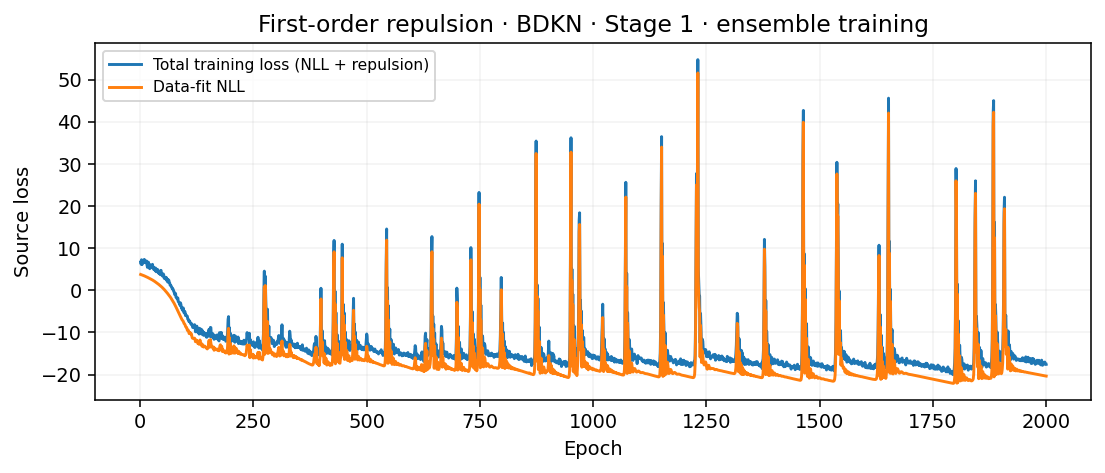 First-order repulsion · BDKN · Stage 1 · ensemble training
Total training loss (NLL + repulsion)
Data-fit NLL
50
40
30
20
10
0
−10
−20
Source loss
0 250 500 750 1000 1250 1500 1750 2000
Epoch